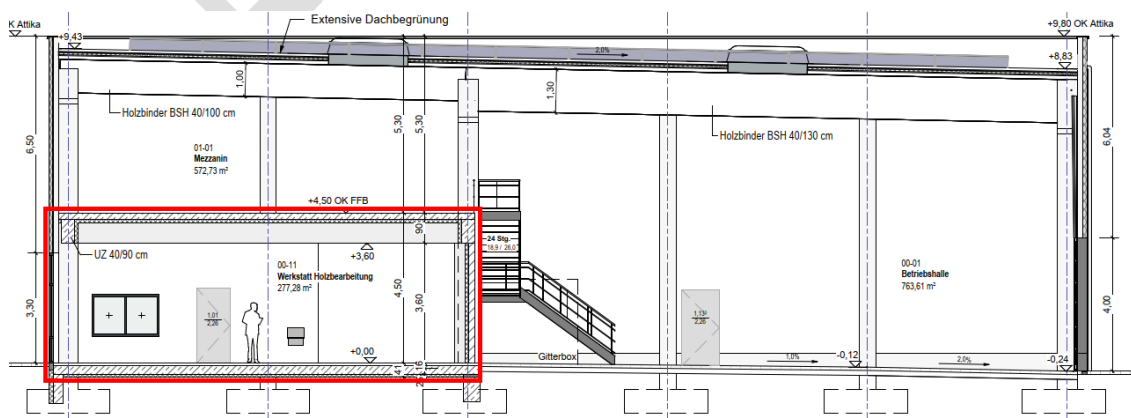 Extensive Dachbegrünung
K Attika
+9,80 OK Attika
+9,43
2,0%
+8,83
1,00
1,30
Holzbinder BSH 40/100 cm
Holzbinder BSH 40/130 cm
5,30
5,30
6,50
6,04
01-01
Mezzanin
572,73 m²
+4,50 OK FFB
90
24 Stg.
18,9 / 26,0
UZ 40/90 cm
+3,60
00-11
Werkstatt Holzbearbeitung
277,28 m²
00-01
Betriebshalle
763,61 m²
4,50
3,60
3,30
4,00
1,01
2,26
1,13⁵
2,26
+0,00
Gitterbox
1,0%
-0,12
2,0%
-0,24
41
16